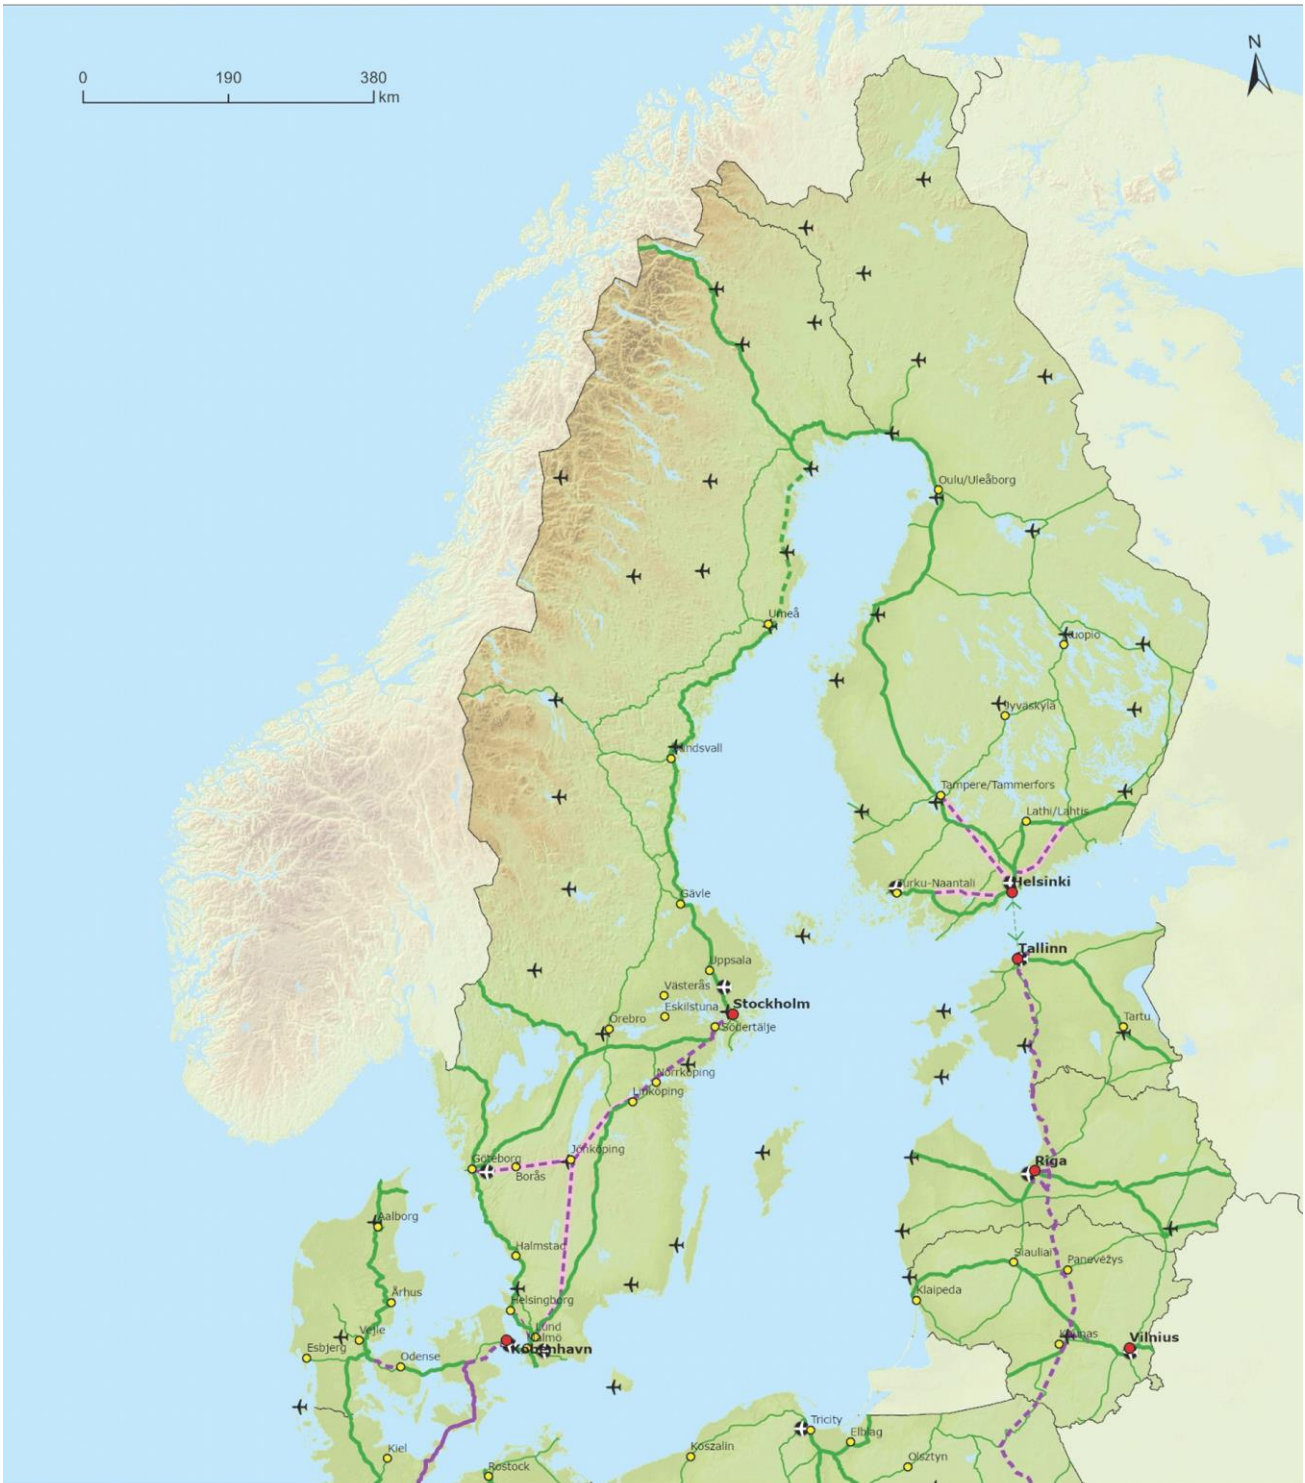 N
0 190 380
km
Oulu/Uleåborg
Umeå
Kuopio
Jyväskylä
Sundsvall
Tampere/Tammerfors
Lathi/Lahtis
Turku-Naantali
Helsinki
Gävle
Tallinn
Uppsala
Västerås
Stockholm
Eskilstuna
Örebro
Södertälje
Tartu
Norrköping
Linköping
Jönköping
Göteborg
Borås
Riga
Aalborg
Halmstad
Siauliai
Panevėžys
Århus
Klaipeda
Helsingborg
Lund
Malmö
Vejle
Kaunas
Vilnius
Esbjerg
København
Odense
Tricity
Elbląg
Kiel
Koszalin
Olsztyn
Rostock